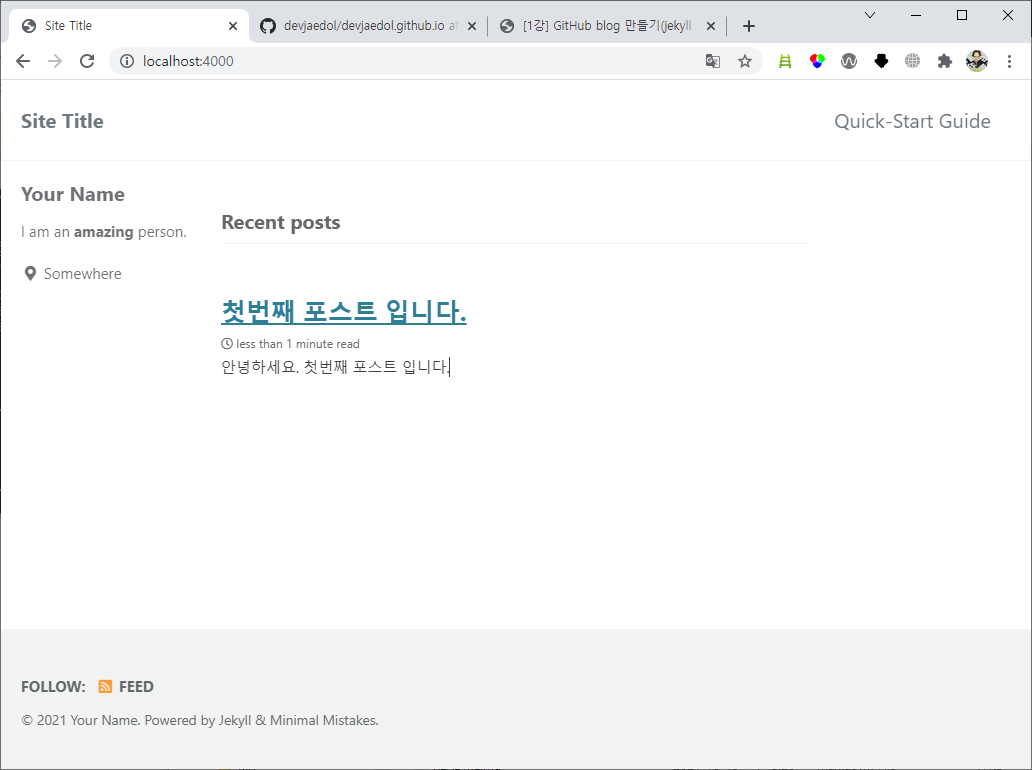 Site Title
devjaedol/devjaedol.github.io at
[1강] GitHub blog 만들기(jekyll
localhost:4000
Site Title
Quick-Start Guide
Your Name
I am an amazing person.
Somewhere
Recent posts
첫번째 포스트 입니다.
less than 1 minute read
안녕하세요. 첫번째 포스트 입니다.
FOLLOW: FEED
© 2021 Your Name. Powered by Jekyll & Minimal Mistakes.